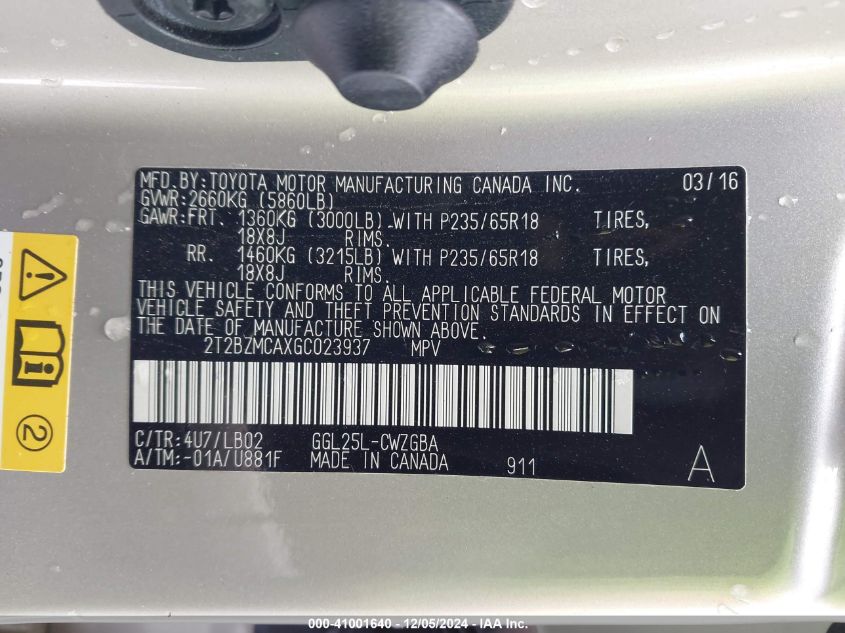 MFD. BY:TOYOTA MOTOR MANUFACTURING CANADA INC. 03/16
GVWR:2660KG (5860LB)
GAWR:FRT. 1360KG (3000LB) WITH P235/65R18 TIRES,
18X8J RIMS.
RR. 1460KG (3215LB) WITH P235/65R18 TIRES,
18X8J RIMS.
THIS VEHICLE CONFORMS TO ALL APPLICABLE FEDERAL MOTOR
VEHICLE SAFETY AND THEFT PREVENTION STANDARDS IN EFFECT ON
THE DATE OF MANUFACTURE SHOWN ABOVE.
2T2BZMCAXGC023937 MPV
C/TR:4U7/LB02 GGL25L-CWZGBA
A/TM:-01A/U881F MADE IN CANADA 911 A
2
000-41001640 - 12/05/2024 - IAA Inc.